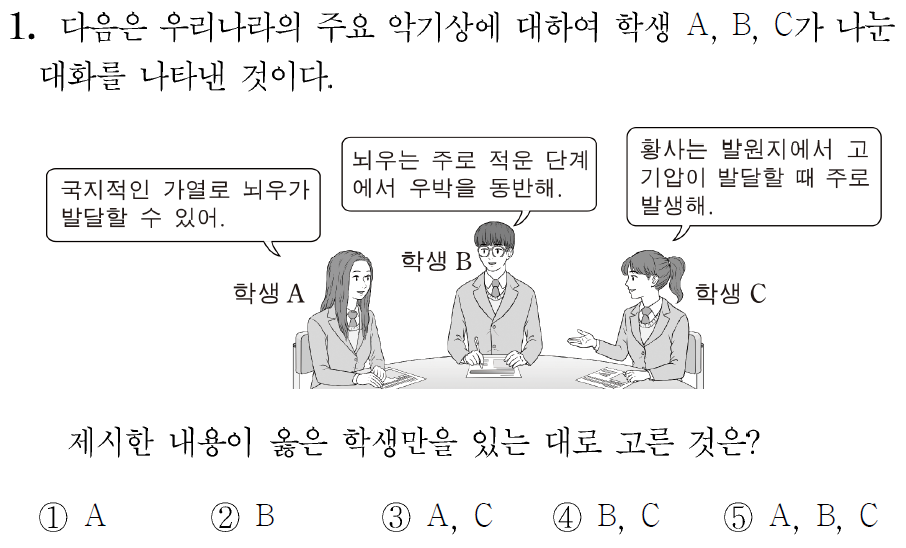 1. 다음은 우리나라의 주요 악기상에 대하여 학생 A, B, C가 나눈
대화를 나타낸 것이다.
국지적인 가열로 뇌우가
발달할 수 있어.
뇌우는 주로 적운 단계
에서 우박을 동반해.
황사는 발원지에서 고
기압이 발달할 때 주로
발생해.
학생 A
학생 B
학생 C
제시한 내용이 옳은 학생만을 있는 대로 고른 것은?
① A ② B ③ A, C ④ B, C ⑤ A, B, C